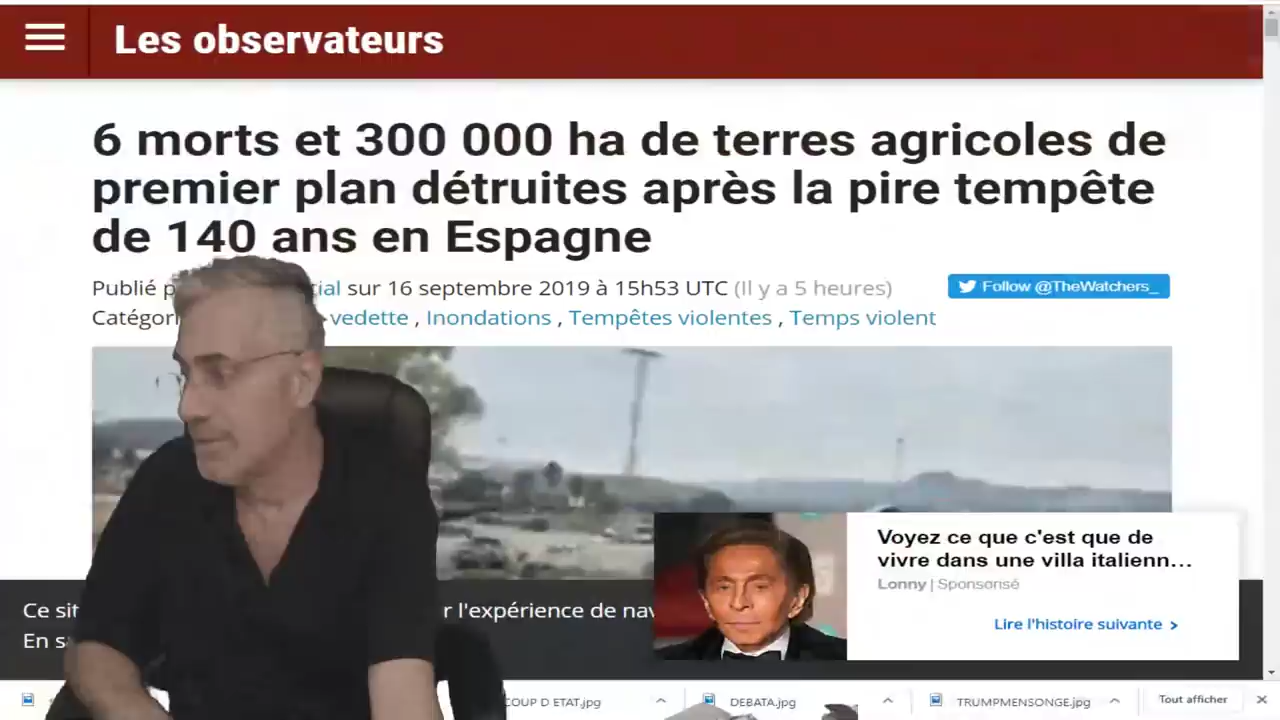 Les observateurs
6 morts et 300 000 ha de terres agricoles de
premier plan détruites après la pire tempête
de 140 ans en Espagne
Publié sur 16 septembre 2019 à 15h53 UTC (Il y a 5 heures)
Follow @TheWatchers_
vedette , Inondations , Tempêtes violentes , Temps violent
Voyez ce que c'est que de
vivre dans une villa italienn...
Lonny | Sponsorisé
Lire l'histoire suivante >
Ce r l'expérience de
En
COUP D ETAT.jpg
DEBATA.jpg
TRUMPMENSONGE.jpg
Tout afficher